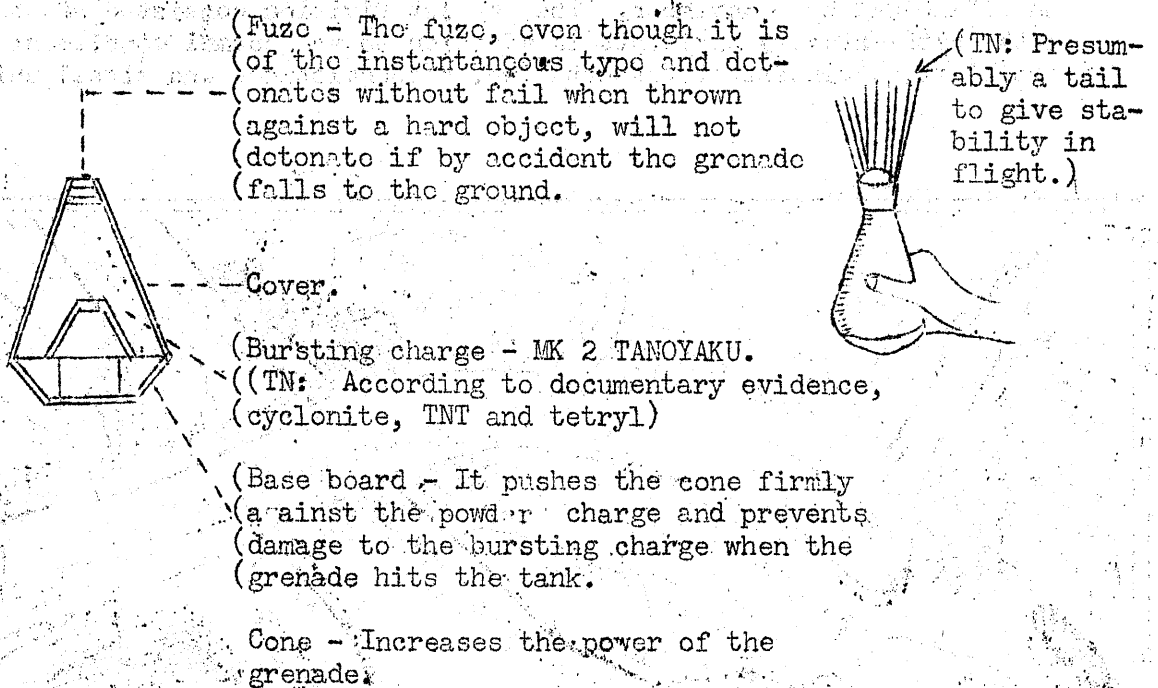 (Fuze - The fuze, even though it is
(of the instantaneous type and det-
(onates without fail when thrown
(against a hard object, will not
(detonate if by accident the grenade
(falls to the ground.
(TN: Presum-
ably a tail
to give sta-
bility in
flight.)
Cover.
(Bursting charge - MK 2 TANOYAKU.
((TN: According to documentary evidence,
(cyclonite, TNT and tetryl)
(Base board - It pushes the cone firmly
(a ainst the powd r charge and prevents
(damage to the bursting charge when the
(grenade hits the tank.
Cone - Increases the power of the
grenade.